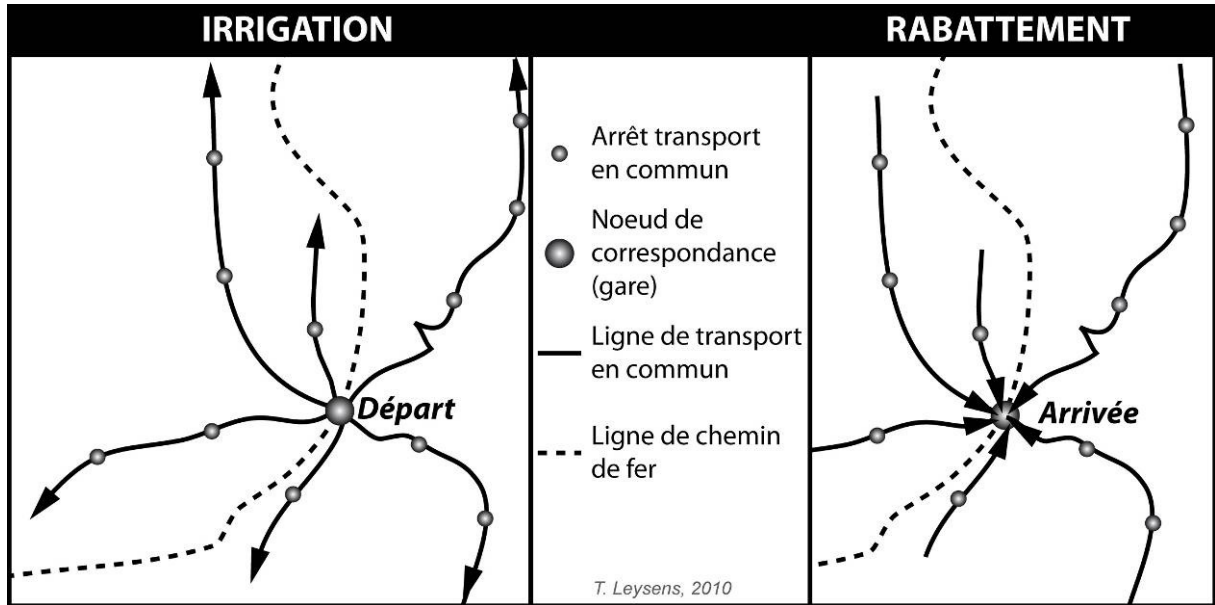 IRRIGATION
RABATTEMENT
Départ
Arrêt transport
en commun
Noeud de
correspondance
(gare)
Ligne de transport
en commun
Ligne de chemin
de fer
T. Leysens, 2010
Arrivée